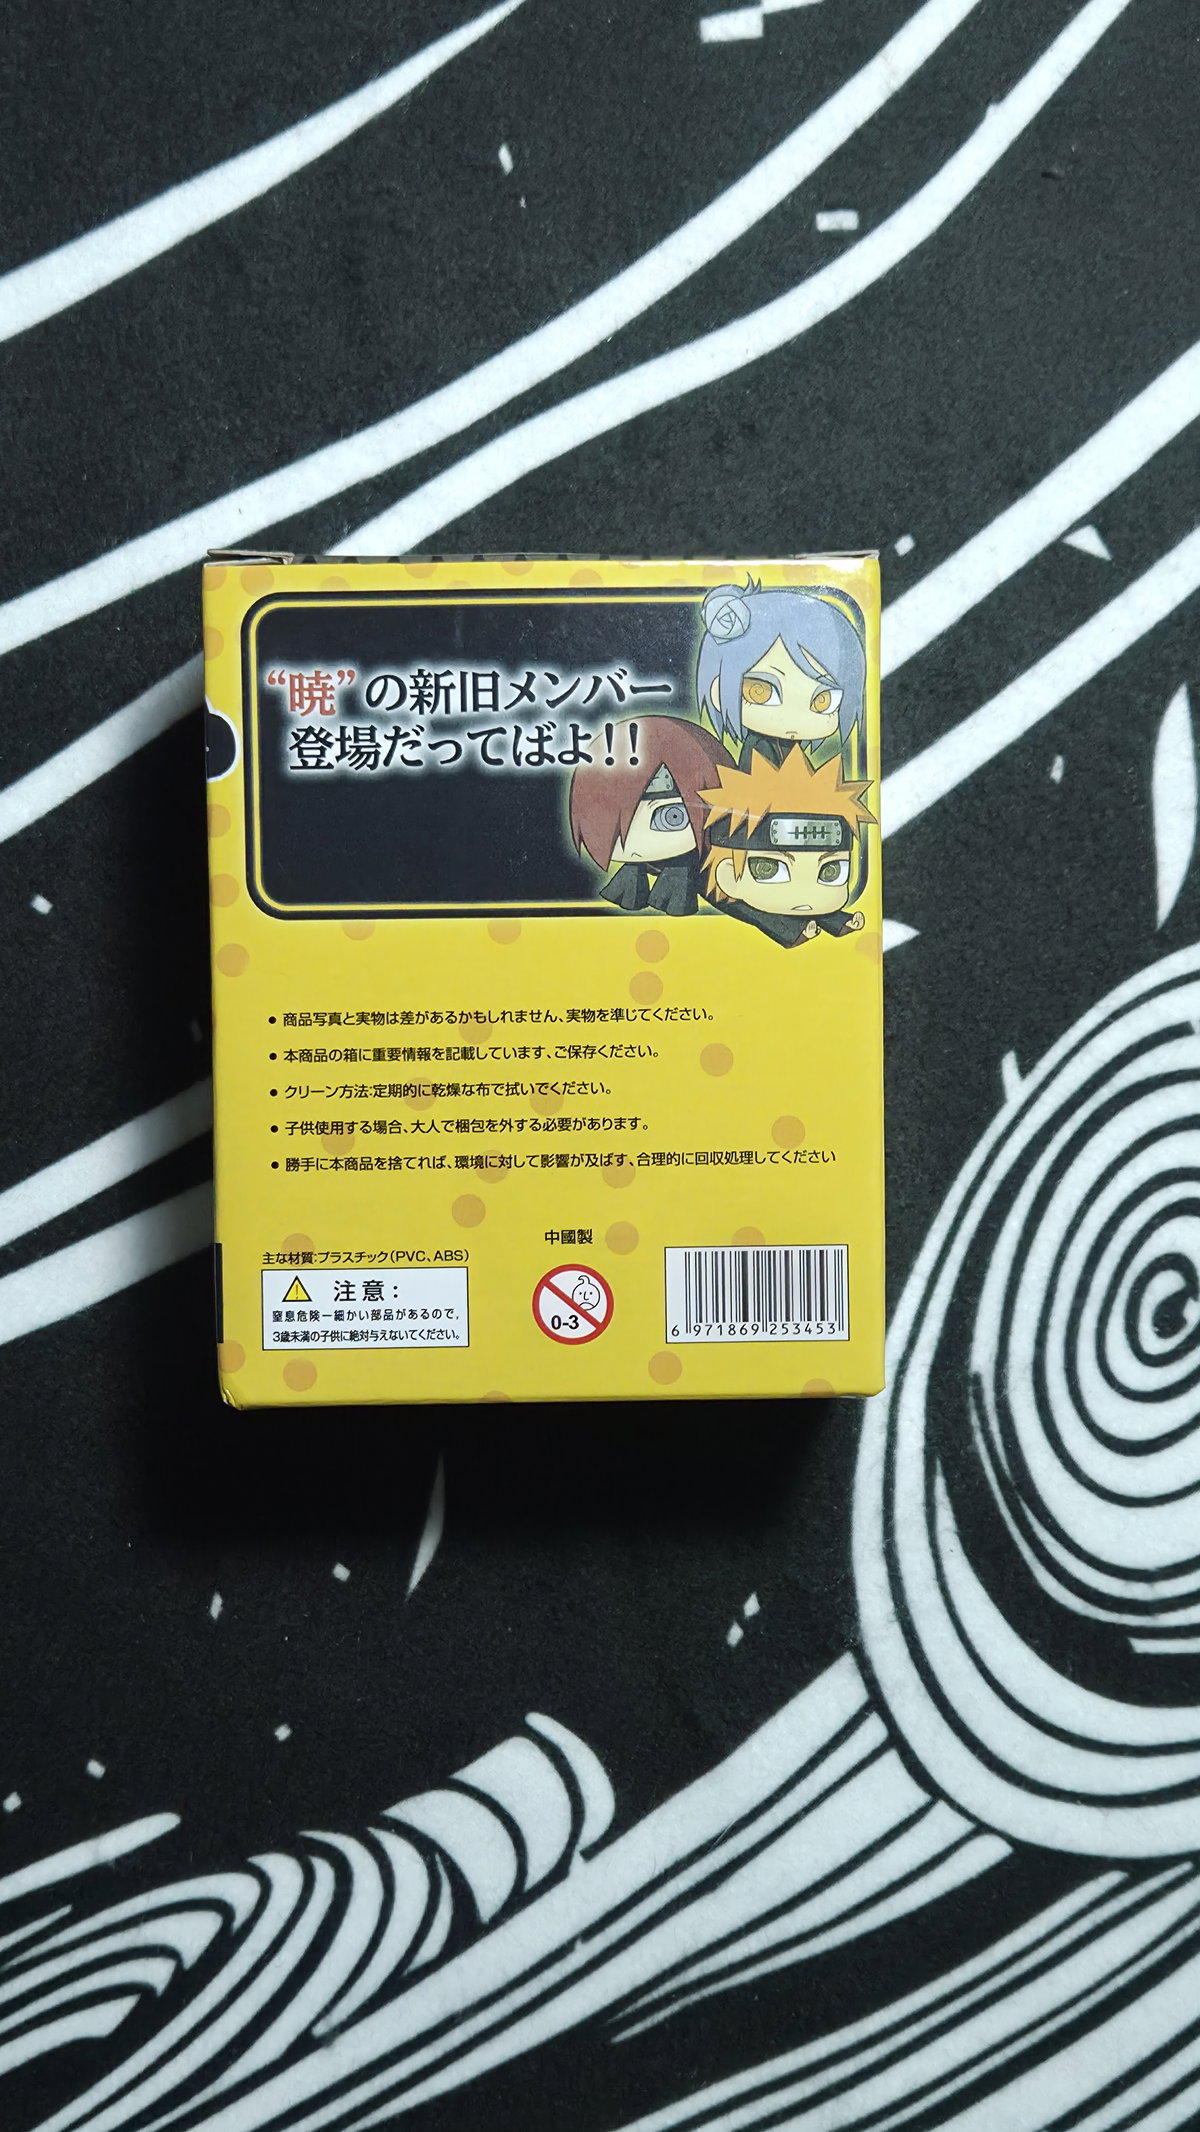 “暁”の新旧メンバー
登場だってばよ!!
● 商品写真と実物は差があるかもしれません、実物を準じてください。
● 本商品の箱に重要情報を記載しています、ご保存ください。
● クリーン方法:定期的に乾燥な布で拭いでください。
● 子供使用する場合、大人で梱包を外する必要があります。
● 勝手に本商品を捨てれば、環境に対して影響が及ばす、合理的に回収処理してください
中國製
主な材質:プラスチック(PVC、ABS)
注意:
窒息危険一細かい部品があるので,
3歳未満の子供に絶対与えないてください。
0-3
6 971869 253453